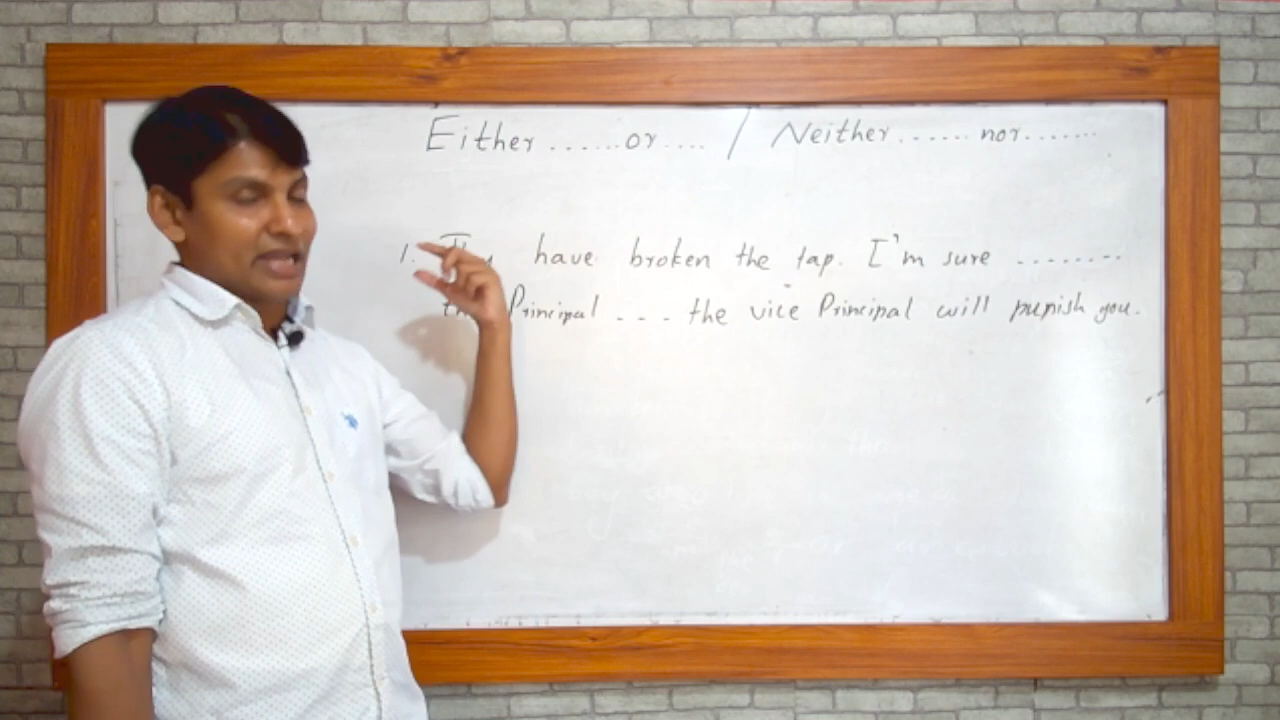 Either ...... or .... / Neither ...... nor .......
1. have broken the tap. I'm sure ........
Principal ... the vice Principal will punish you.